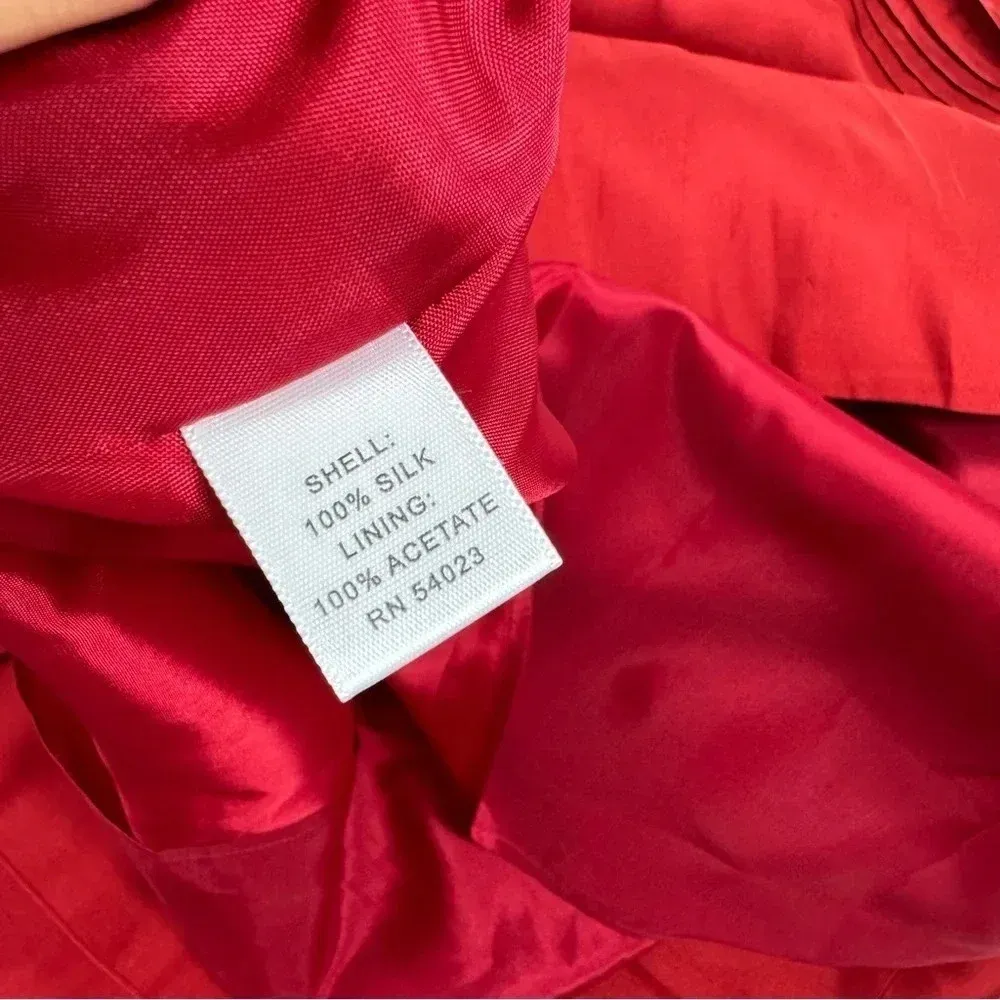 SHELL:
100% SILK
LINING:
100% ACETATE
RN 54023